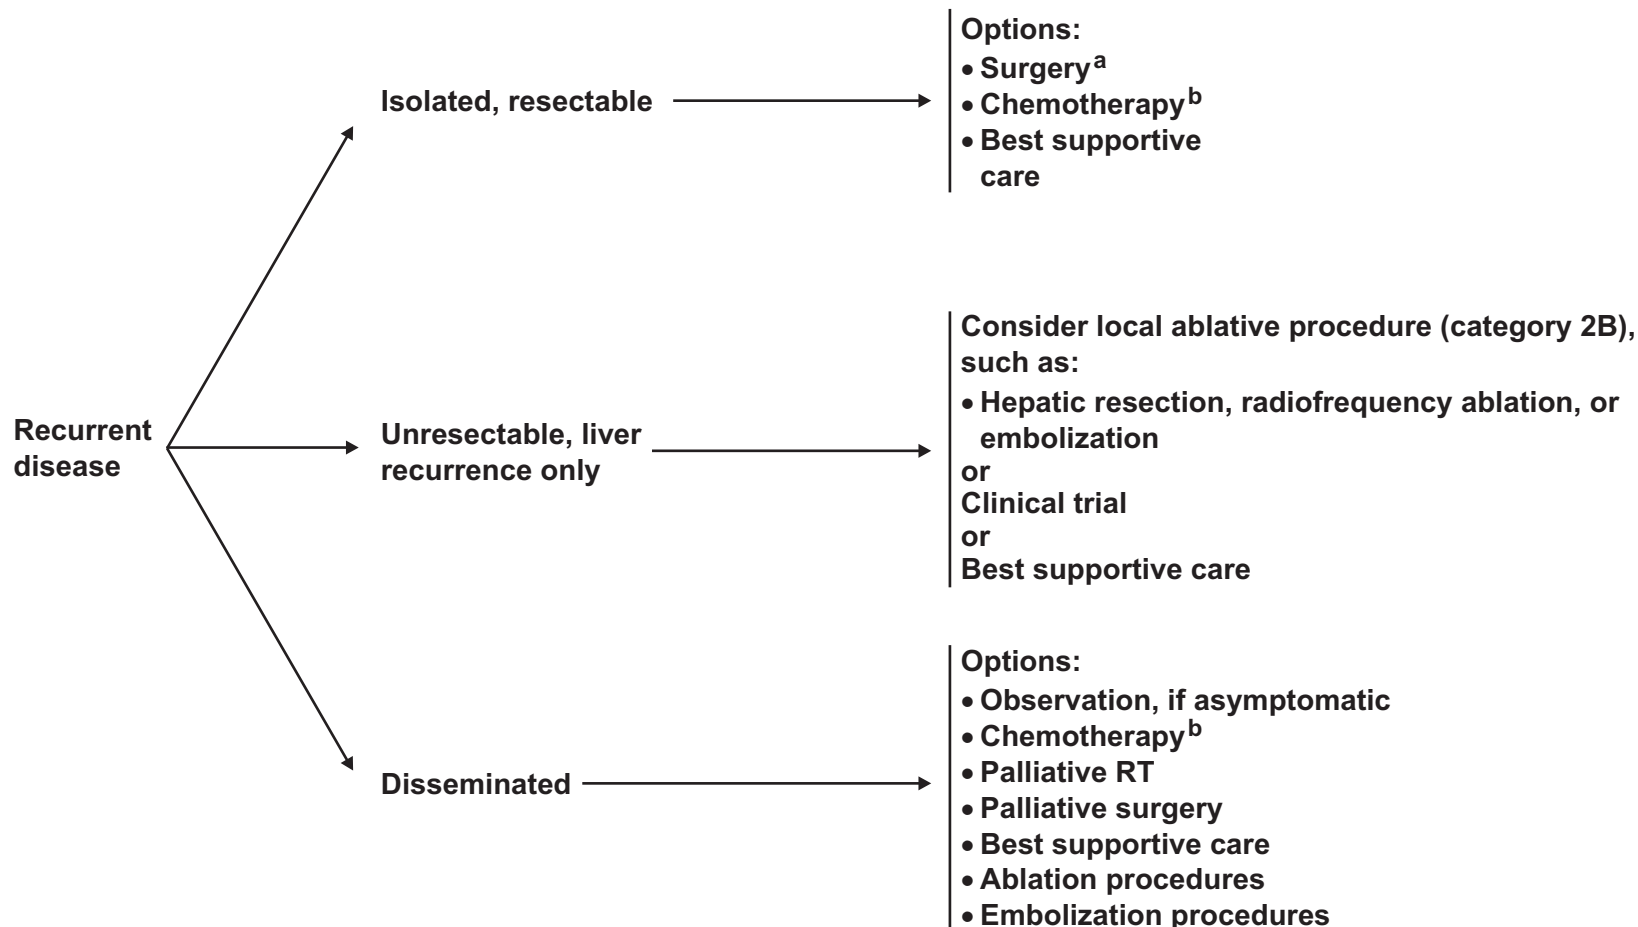 Recurrent
disease
Isolated, resectable
Options:
• Surgery a
• Chemotherapy b
• Best supportive
care
Unresectable, liver
recurrence only
Consider local ablative procedure (category 2B),
such as:
• Hepatic resection, radiofrequency ablation, or
embolization
or
Clinical trial
or
Best supportive care
Disseminated
Options:
• Observation, if asymptomatic
• Chemotherapy b
• Palliative RT
• Palliative surgery
• Best supportive care
• Ablation procedures
• Embolization procedures